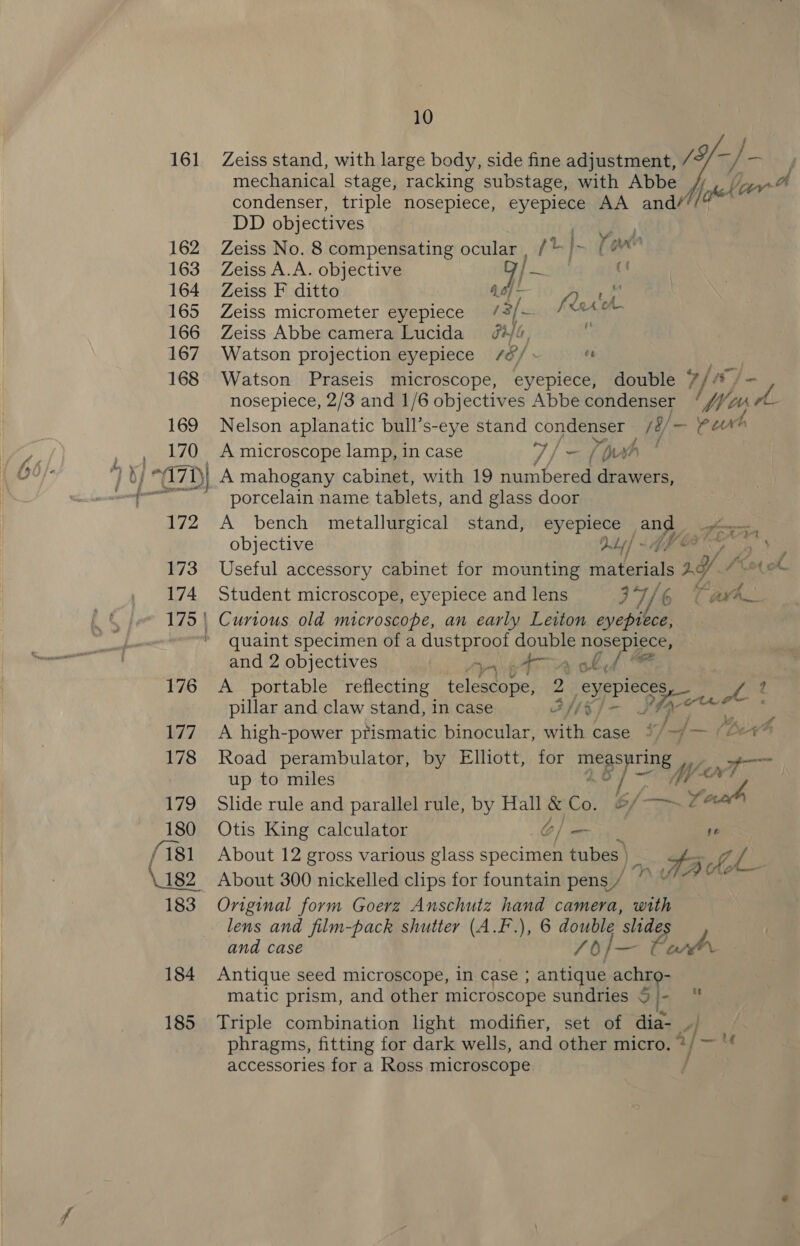 10
161 Zeiss stand, with large body, side fine adjustment,
mechanical stage, racking substage, with Abbe
condenser, triple nosepiece, eyepiece AA and
DD objectives
162 Zeiss No. 8 compensating ocular
163 Zeiss A.A. objective
164 Zeiss F ditto
165 Zeiss micrometer eyepiece
166 Zeiss Abbe camera Lucida
167 Watson projection eyepiece
168 Watson Praseis microscope, eyepiece, double
nosepiece, 2/3 and 1/6 objectives Abbe condenser
169 Nelson aplanatic bull's-eye stand condenser
170 A microscope lamp, in case 7/-
171 A mahogany cabinet, with 19 numbered drawers,
porcelain name tablets, and glass door
172 A bench metallurgical stand, eyepiece and
objective
173 Useful accessory cabinet for mounting materials
174 Student microscope, eyepiece and lens 37/6
175 Curious old microscope, an early Leiton eyepiece,
quaint specimen of a dustproof double nosepiece,
and 2 objectives
176 A portable reflecting telescope, 2 eyepieces,
pillar and claw stand, in case
177 A high-power prismatic binocular, with case
178 Road perambulator, by Elliott, for measuring
up to miles
179 Slide rule and parallel rule, by Hall & Co.
180 Otis King calculator
181 About 12 gross various glass specimen tubes
182 About 300 nickelled clips for fountain pens
183 Original form Goerz Anschutz hand camera, with
lens and film-pack shutter (A.F.), 6 double slides
and case
184 Antique seed microscope, in case ; antique achro-
matic prism, and other microscope sundries 5/-
185 Triple combination light modifier, set of dia-
phragms, fitting for dark wells, and other micro.
accessories for a Ross microscope